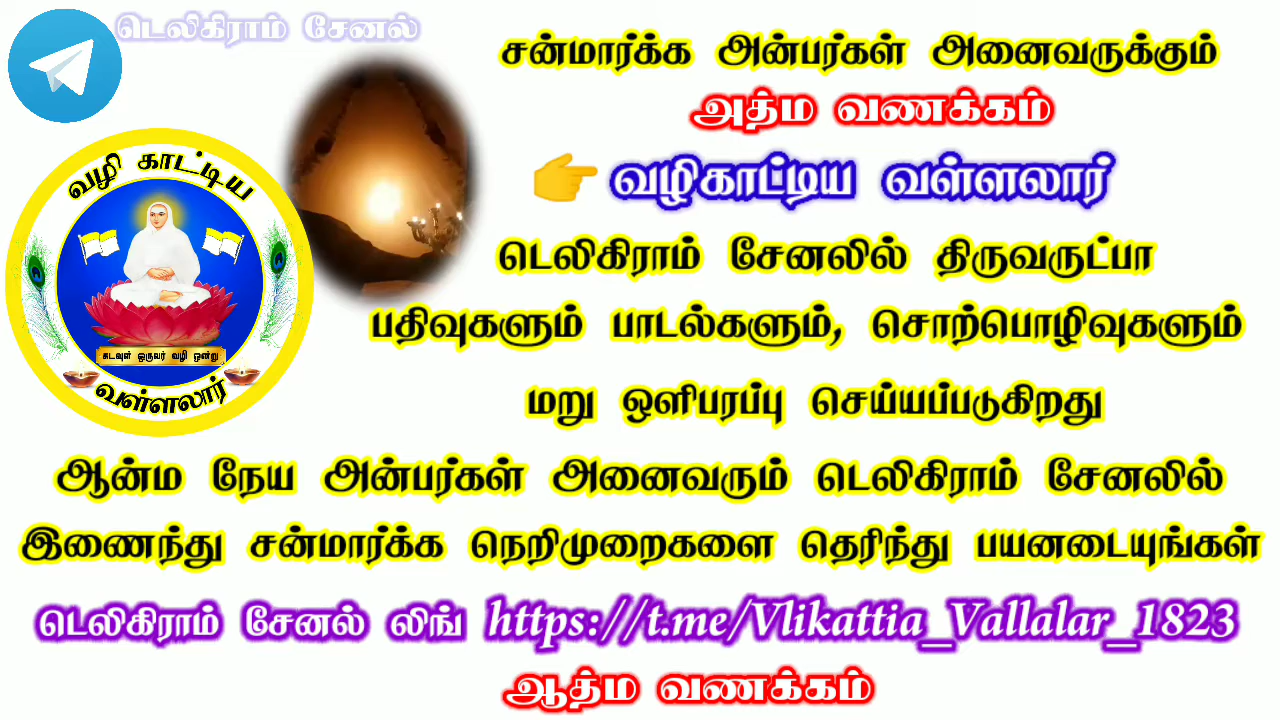 டெலிகிராம் சேனல்
சன்மார்க்க அன்பர்கள் அனைவருக்கும்
அத்ம வணக்கம்
👉 வழிகாட்டிய வள்ளலார்
வழி காட்டிய
கடவுள் ஒருவர் வழி ஒன்று
வள்ளலார்
டெலிகிராம் சேனலில் திருவருட்பா
பதிவுகளும் பாடல்களும், சொற்பொழிவுகளும்
மறு ஒளிபரப்பு செய்யப்படுகிறது
ஆன்ம நேய அன்பர்கள் அனைவரும் டெலிகிராம் சேனலில்
இணைந்து சன்மார்க்க நெறிமுறைகளை தெரிந்து பயனடையுங்கள்
டெலிகிராம் சேனல் லிங் https://t.me/Vlikattia_Vallalar_1823
ஆத்ம வணக்கம்